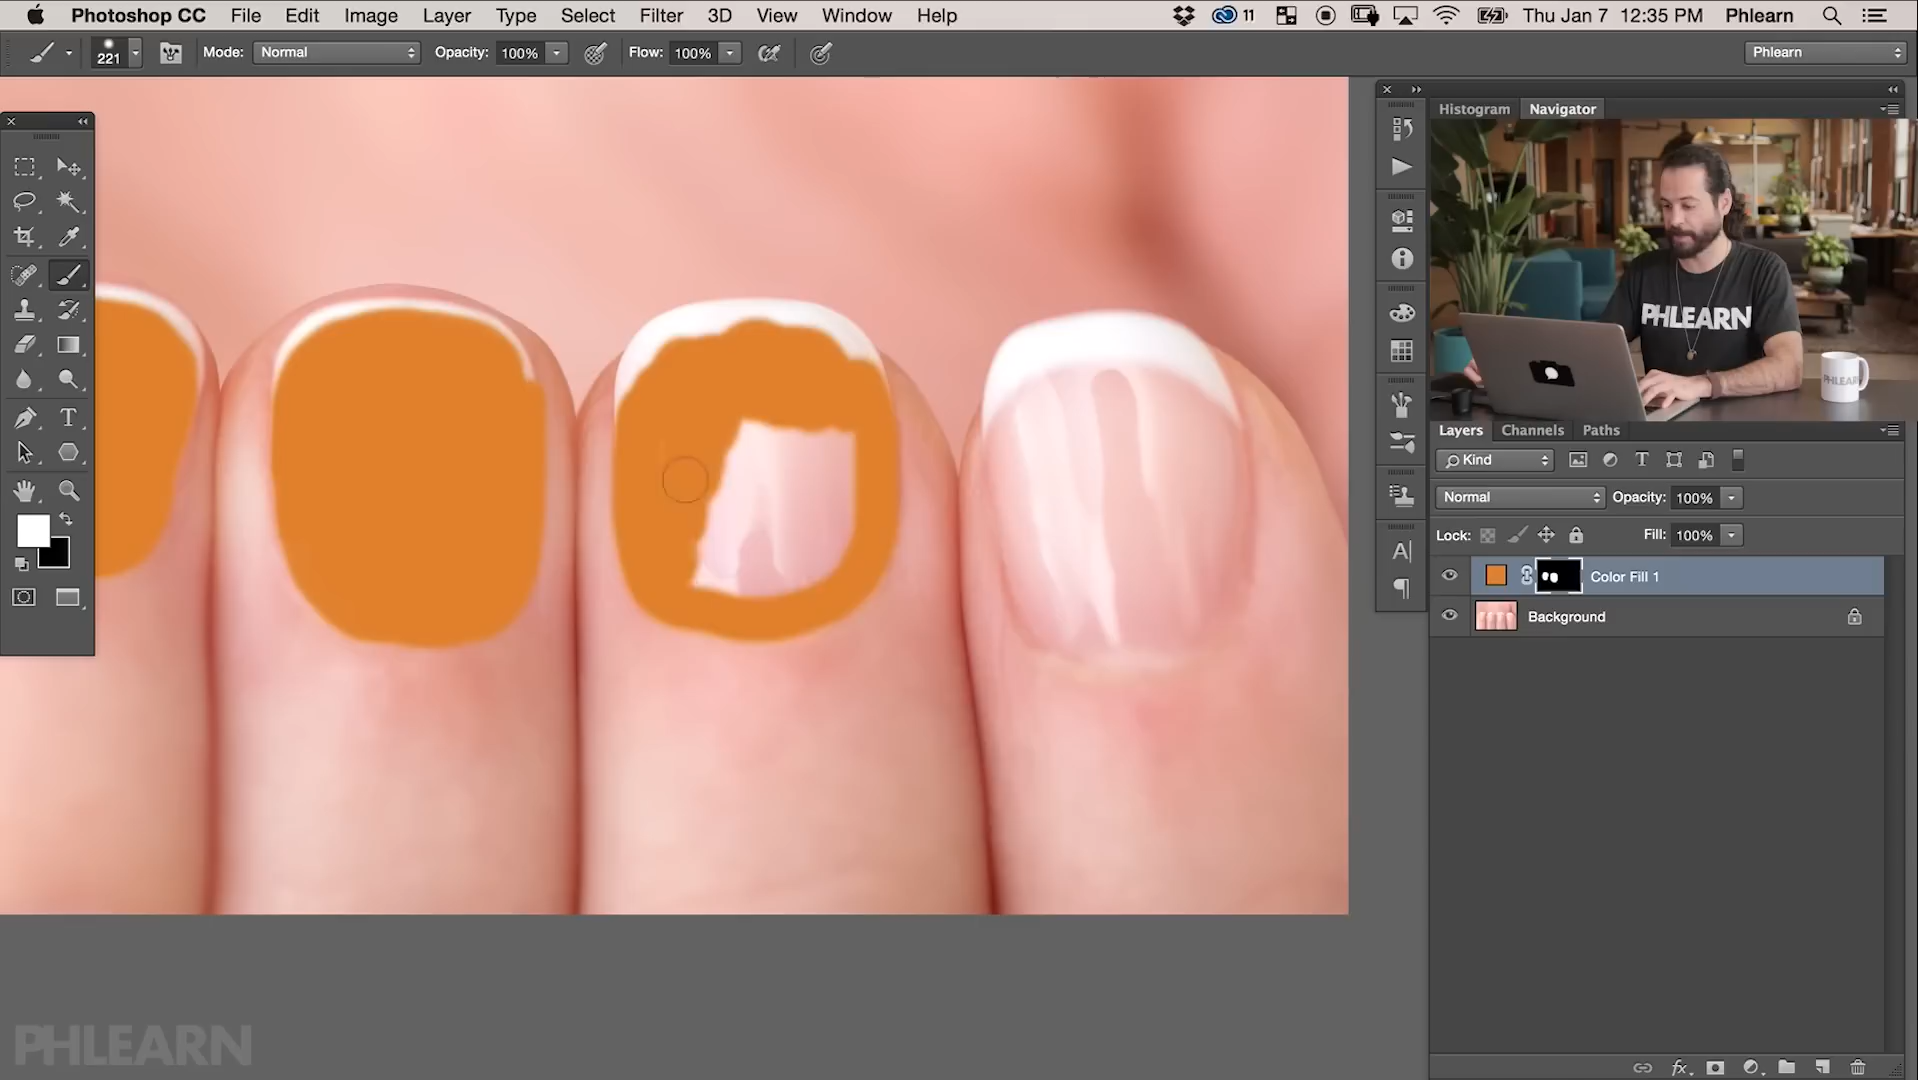 Photoshop CC File Edit Image Layer Type Select Filter 3D View Window Help 11 Thu Jan 7 12:35 PM Phlearn
221 Mode: Normal Opacity: 100% Flow: 100% Phlearn
Histogram Navigator
PHLEARN
PHLEARN
Layers Channels Paths
Kind
Normal Opacity: 100%
Lock: Fill: 100%
Color Fill 1
Background
PHLEARN